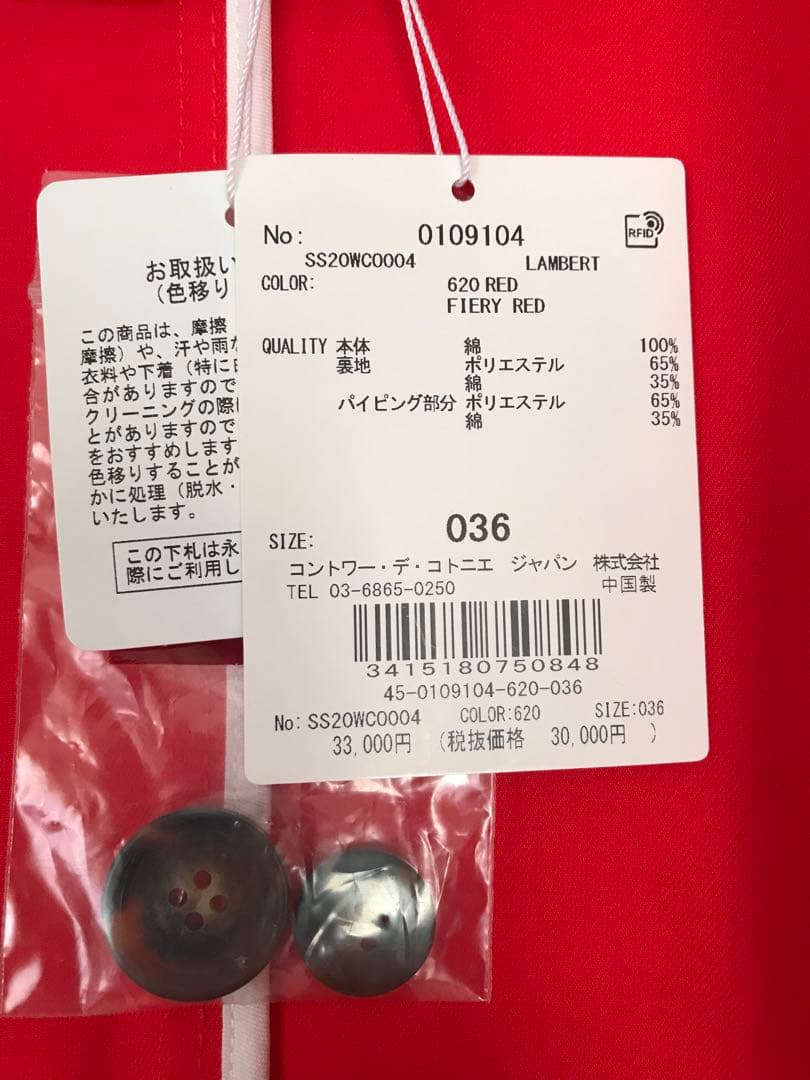 お取扱い
（色移り
この商品は、摩擦
摩擦）や、汗や雨
衣料や下着（特に
合がありますので
クリーニングの際
とがありますので
をおすすめします
色移りすることが
かに処理（脱水・
いたします。
この下札は永
際にご利用し
No: 0109104
RFID
SS20WC0004 LAMBERT
COLOR: 620 RED
FIERY RED
QUALITY 本体 綿 100%
裏地 ポリエステル 65%
綿 35%
パイピング部分 ポリエステル 65%
綿 35%
SIZE: 036
コントワー・デ・コトニエ ジャパン 株式会社
TEL 03-6865-0250 中国製
3415180750848
45-0109104-620-036
No: SS20WC0004 COLOR:620 SIZE:036
33,000円 （税抜価格 30,000円 ）